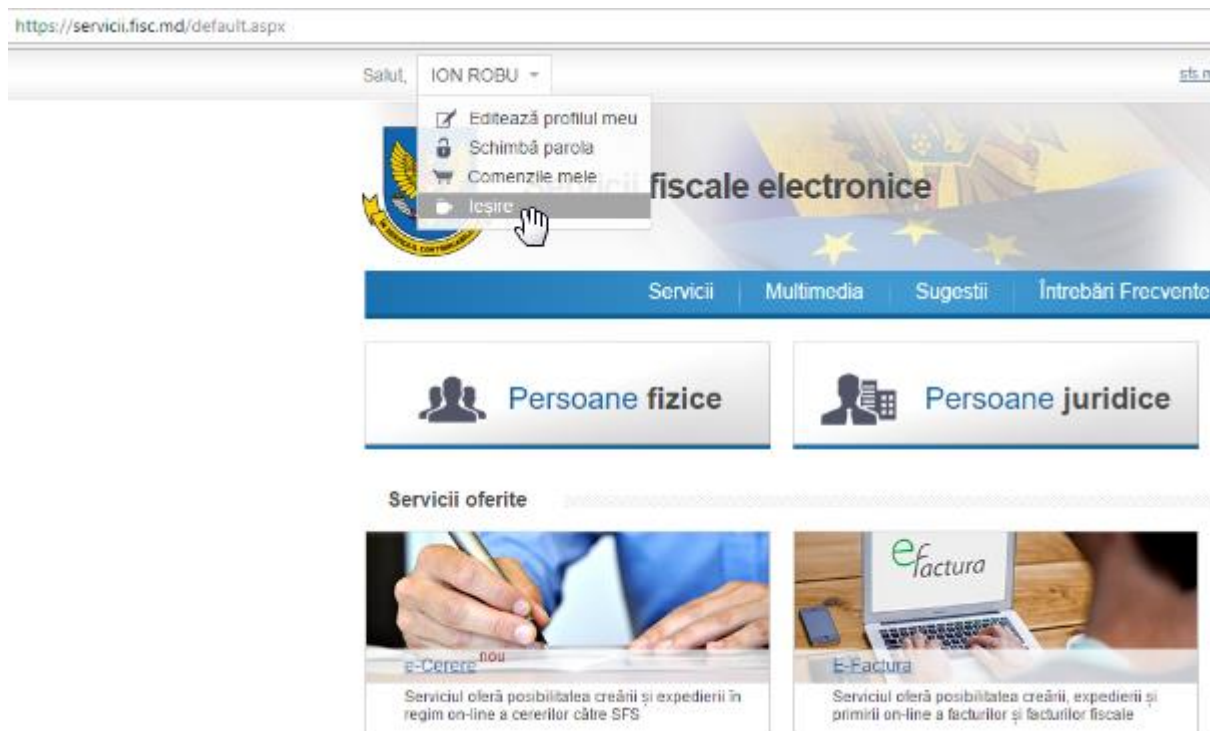 https://servicii.fisc.md/default.aspx
Salut, ION ROBU
Editează profilul meu
Schimbă parola
Comenzile mele
Ieșire
fiscale electronice
Servicii Multimedia Sugestii Întrebări Frecvente
Persoane fizice Persoane juridice
Servicii oferite
e-Factura
e-Cerere nou
E-Factura
Serviciul oferă posibilitatea creării și expedierii în
regim on-line a cererilor către SFS
Serviciul oferă posibilitatea creării, expedierii și
primirii on-line a facturilor și facturilor fiscale